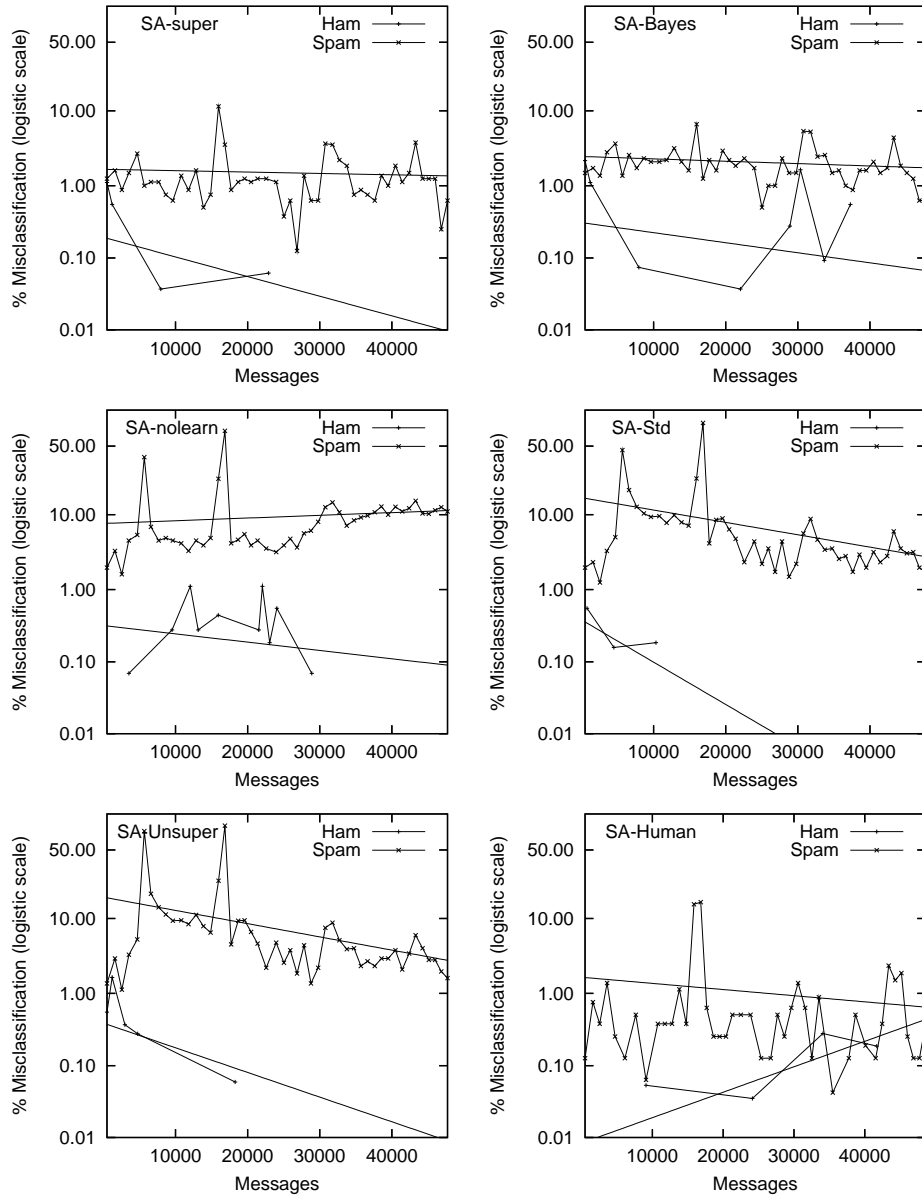 SA-super
Ham
Spam
50.00
10.00
1.00
0.10
0.01
10000 20000 30000 40000
Messages
% Misclassification (logistic scale)
SA-Bayes
Ham
Spam
50.00
10.00
1.00
0.10
0.01
10000 20000 30000 40000
Messages
% Misclassification (logistic scale)
SA-nolearn
Ham
Spam
50.00
10.00
1.00
0.10
0.01
10000 20000 30000 40000
Messages
% Misclassification (logistic scale)
SA-Std
Ham
Spam
50.00
10.00
1.00
0.10
0.01
10000 20000 30000 40000
Messages
% Misclassification (logistic scale)
SA-Unsuper
Ham
Spam
50.00
10.00
1.00
0.10
0.01
10000 20000 30000 40000
Messages
% Misclassification (logistic scale)
SA-Human
Ham
Spam
50.00
10.00
1.00
0.10
0.01
10000 20000 30000 40000
Messages
% Misclassification (logistic scale)